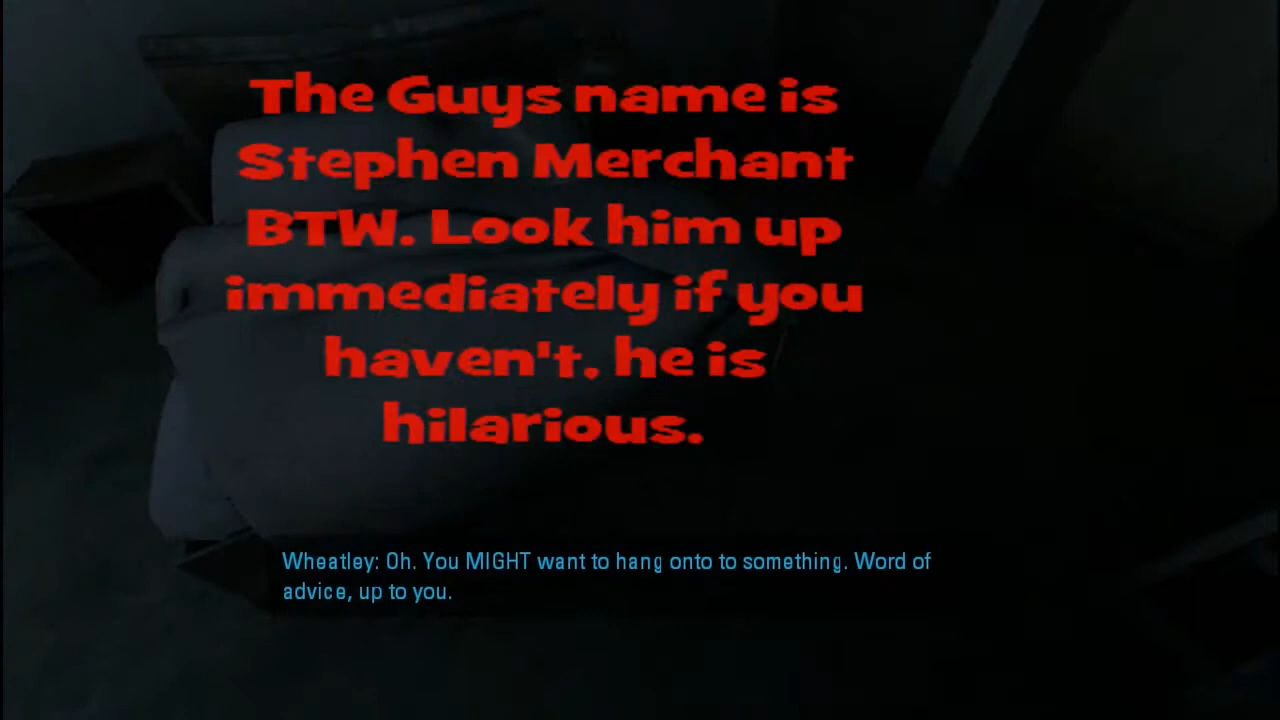 The Guys name is
Stephen Merchant
BTW. Look him up
immediately if you
haven't. he is
hilarious.
Wheatley: Oh. You MIGHT want to hang onto to something. Word of
advice, up to you.